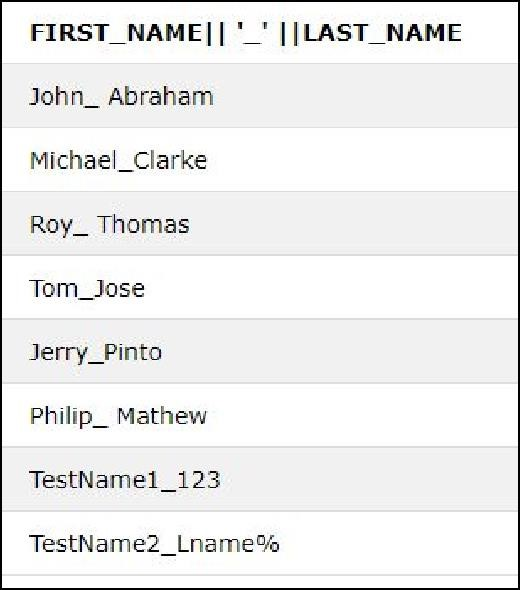 FIRST_NAME|| '_' ||LAST_NAME
John_ Abraham
Michael_Clarke
Roy_ Thomas
Tom_Jose
Jerry_Pinto
Philip_ Mathew
TestName1_123
TestName2_Lname%